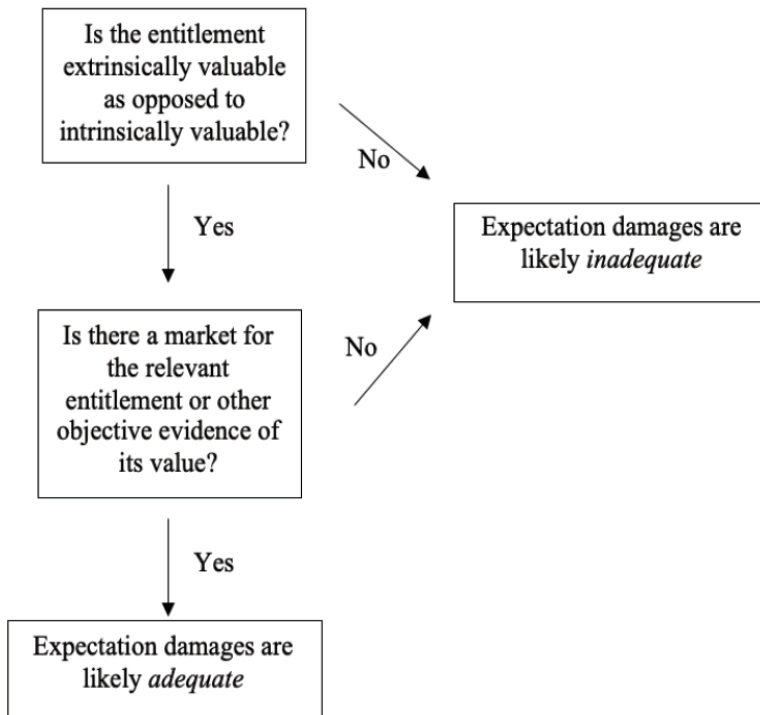 Is the entitlement
extrinsically valuable
as opposed to
intrinsically valuable?
No
Yes
Expectation damages are
likely inadequate
Is there a market for
the relevant
entitlement or other
objective evidence of
its value?
No
Yes
Expectation damages are
likely adequate